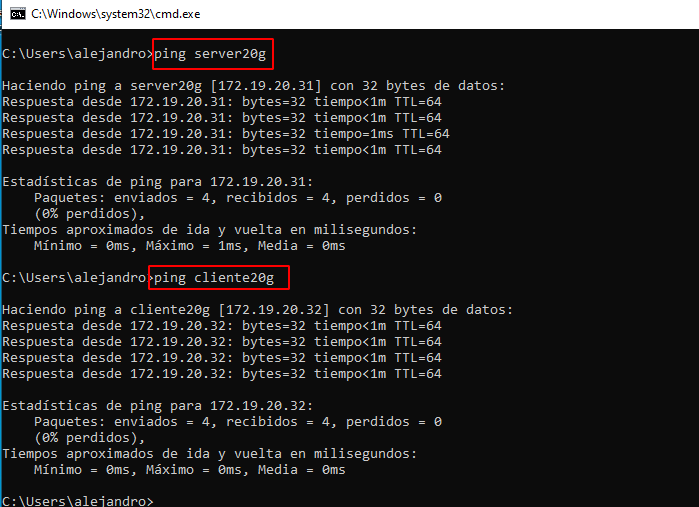 C:\Windows\system32\cmd.exe
C:\Users\alejandro>ping server20g
Haciendo ping a server20g [172.19.20.31] con 32 bytes de datos:
Respuesta desde 172.19.20.31: bytes=32 tiempo<1m TTL=64
Respuesta desde 172.19.20.31: bytes=32 tiempo<1m TTL=64
Respuesta desde 172.19.20.31: bytes=32 tiempo=1ms TTL=64
Respuesta desde 172.19.20.31: bytes=32 tiempo<1m TTL=64
Estadísticas de ping para 172.19.20.31:
    Paquetes: enviados = 4, recibidos = 4, perdidos = 0
    (0% perdidos),
Tiempos aproximados de ida y vuelta en milisegundos:
    Mínimo = 0ms, Máximo = 1ms, Media = 0ms
C:\Users\alejandro>ping cliente20g
Haciendo ping a cliente20g [172.19.20.32] con 32 bytes de datos:
Respuesta desde 172.19.20.32: bytes=32 tiempo<1m TTL=64
Respuesta desde 172.19.20.32: bytes=32 tiempo<1m TTL=64
Respuesta desde 172.19.20.32: bytes=32 tiempo<1m TTL=64
Respuesta desde 172.19.20.32: bytes=32 tiempo<1m TTL=64
Estadísticas de ping para 172.19.20.32:
    Paquetes: enviados = 4, recibidos = 4, perdidos = 0
    (0% perdidos),
Tiempos aproximados de ida y vuelta en milisegundos:
    Mínimo = 0ms, Máximo = 0ms, Media = 0ms
C:\Users\alejandro>